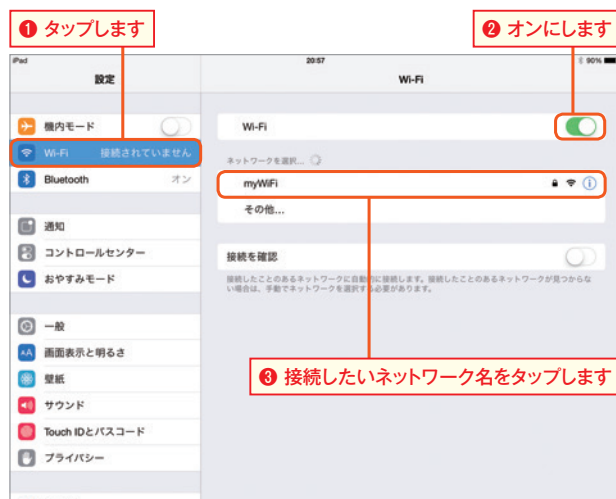 ❶ タップします
❷ オンにします
iPad
20:57
90%
設定
Wi-Fi
機内モード
Wi-Fi 接続されていません
Bluetooth オン
通知
コントロールセンター
おやすみモード
一般
画面表示と明るさ
壁紙
サウンド
Touch IDとパスコード
プライバシー
Wi-Fi
ネットワークを選択...
myWiFi
その他...
接続を確認
接続したことのあるネットワークに自動的に接続します。接続したことのあるネットワークが見つからな
い場合は、手動でネットワークを選択する必要があります。
❸ 接続したいネットワーク名をタップします